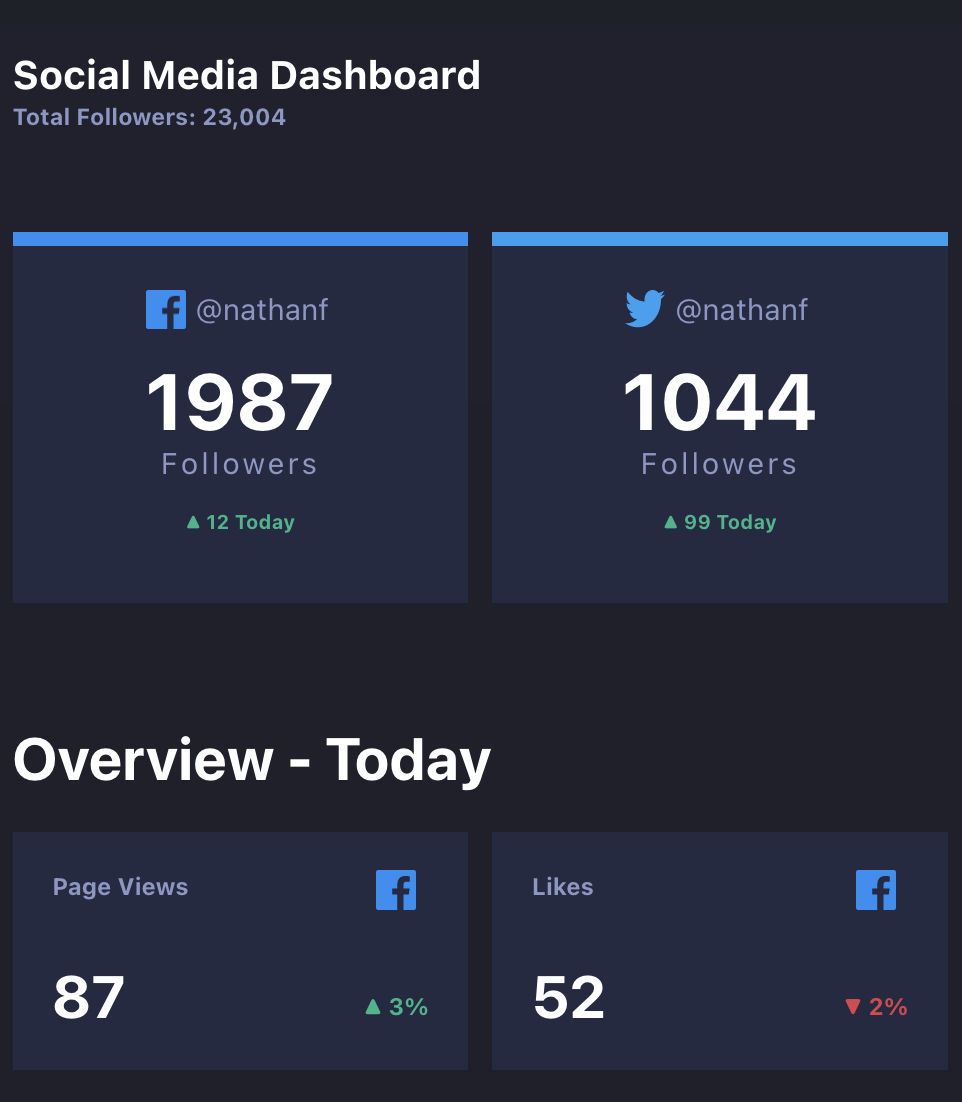 Social Media Dashboard
Total Followers: 23,004
@nathanf
1987
Followers
12 Today
@nathanf
1044
Followers
99 Today
Overview - Today
Page Views
87
3%
Likes
52
2%